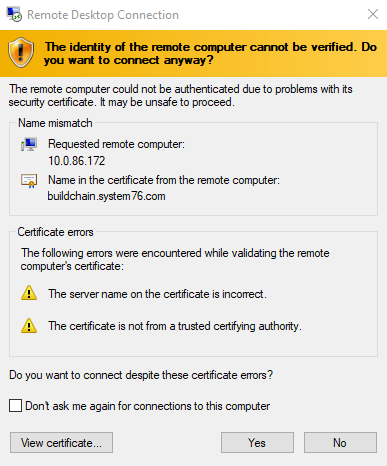 Remote Desktop Connection
The identity of the remote computer cannot be verified. Do
you want to connect anyway?
The remote computer could not be authenticated due to problems with its
security certificate. It may be unsafe to proceed.
Name mismatch
Requested remote computer:
10.0.86.172
Name in the certificate from the remote computer:
buildchain.system76.com
Certificate errors
The following errors were encountered while validating the remote
computer's certificate:
The server name on the certificate is incorrect.
The certificate is not from a trusted certifying authority.
Do you want to connect despite these certificate errors?
Don't ask me again for connections to this computer
View certificate...
Yes
No